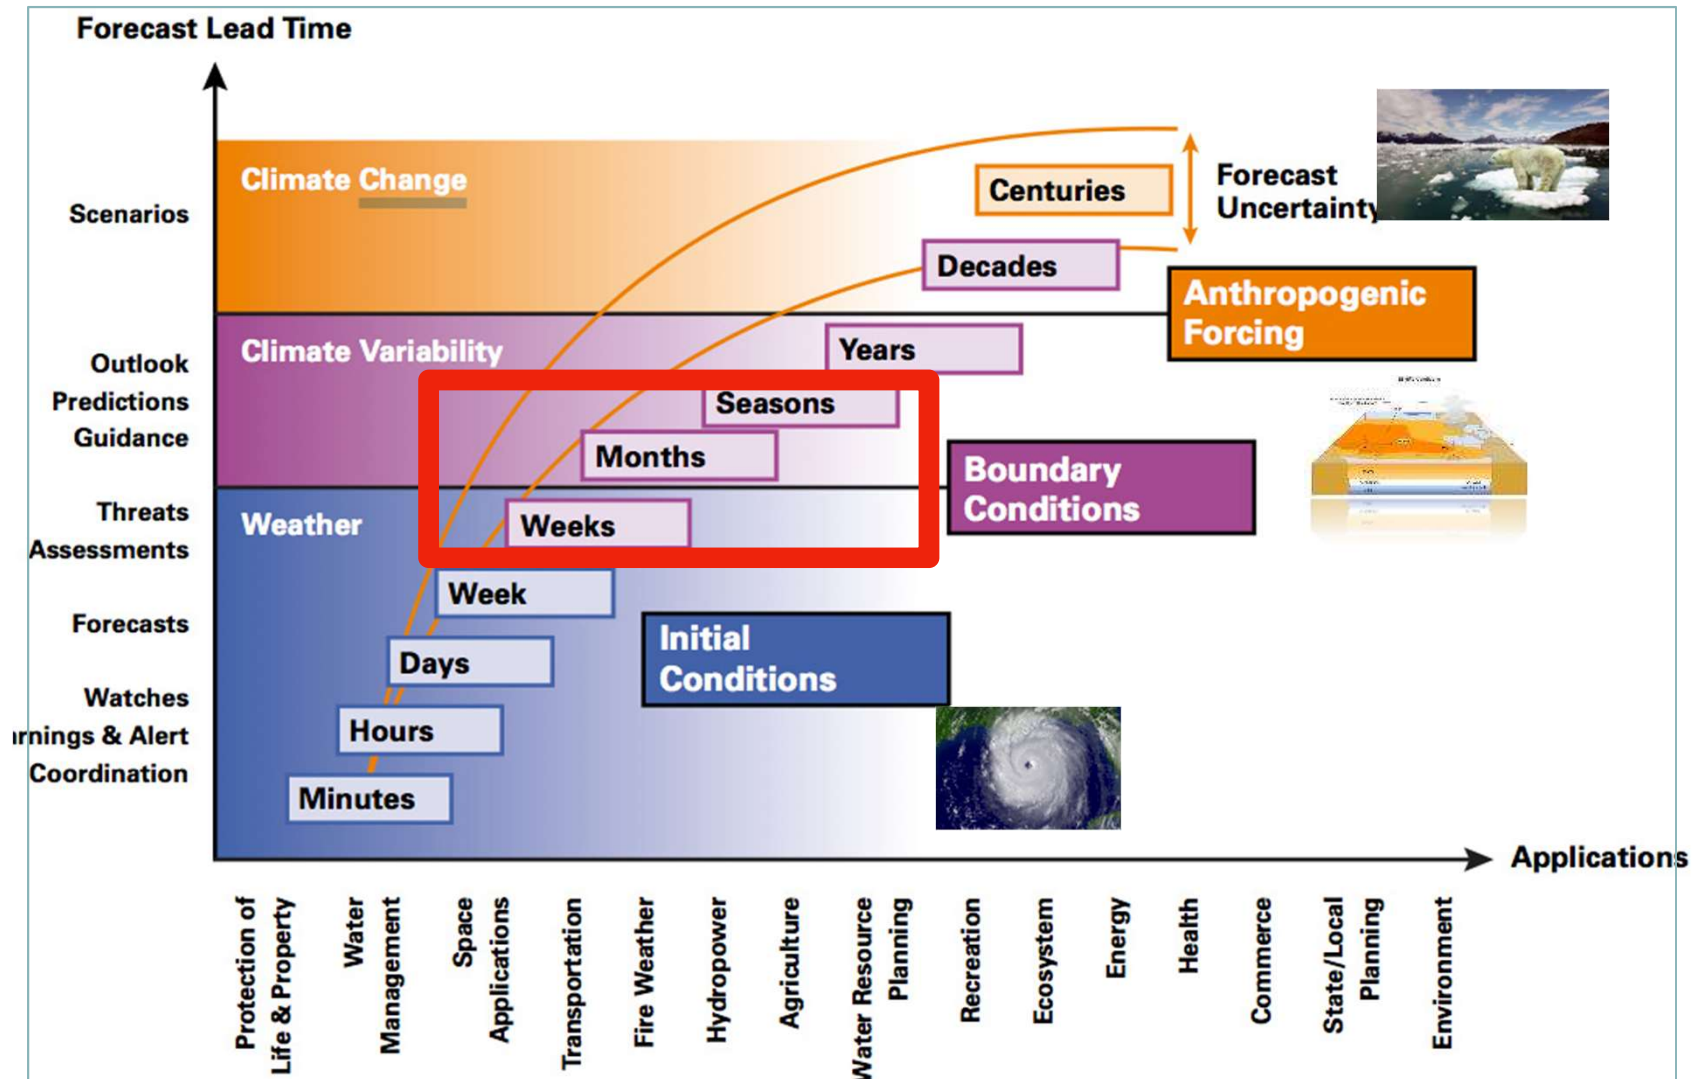 Forecast Lead Time
Climate Change
Scenarios
Centuries
Forecast
Uncertainty
Decades
Anthropogenic
Forcing
Climate Variability
Years
Outlook
Predictions
Guidance
Seasons
Months
Boundary
Conditions
Threats
Assessments
Weather
Weeks
Week
Forecasts
Initial
Conditions
Days
Watches
rnings & Alert
Coordination
Hours
Minutes
Applications
Protection of
Life & Property
Water
Management
Space
Applications
Transportation
Fire Weather
Hydropower
Agriculture
Water Resource
Planning
Recreation
Ecosystem
Energy
Health
Commerce
State/Local
Planning
Environment